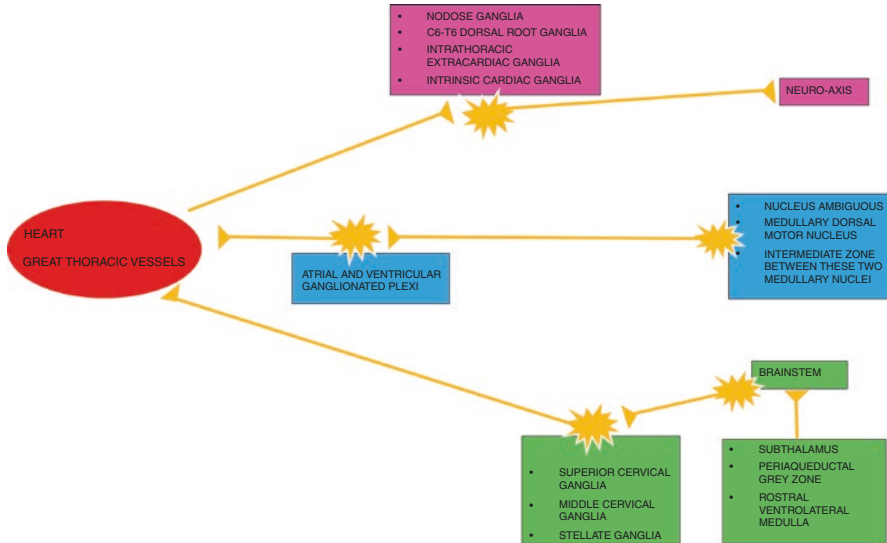 • NODOSE GANGLIA
• C6-T6 DORSAL ROOT GANGLIA
• INTRATHORACIC
EXTRACARDIAC GANGLIA
• INTRINSIC CARDIAC GANGLIA
NEURO-AXIS
HEART
GREAT THORACIC VESSELS
ATRIAL AND VENTRICULAR
GANGLIONATED PLEXI
• NUCLEUS AMBIGUOUS
• MEDULLARY DORSAL
MOTOR NUCLEUS
• INTERMEDIATE ZONE
BETWEEN THESE TWO
MEDULLARY NUCLEI
BRAINSTEM
• SUPERIOR CERVICAL
GANGLIA
• MIDDLE CERVICAL
GANGLIA
• STELLATE GANGLIA
• SUBTHALAMUS
• PERIAQUEDUCTAL
GREY ZONE
• ROSTRAL
VENTROLATERAL
MEDULLA